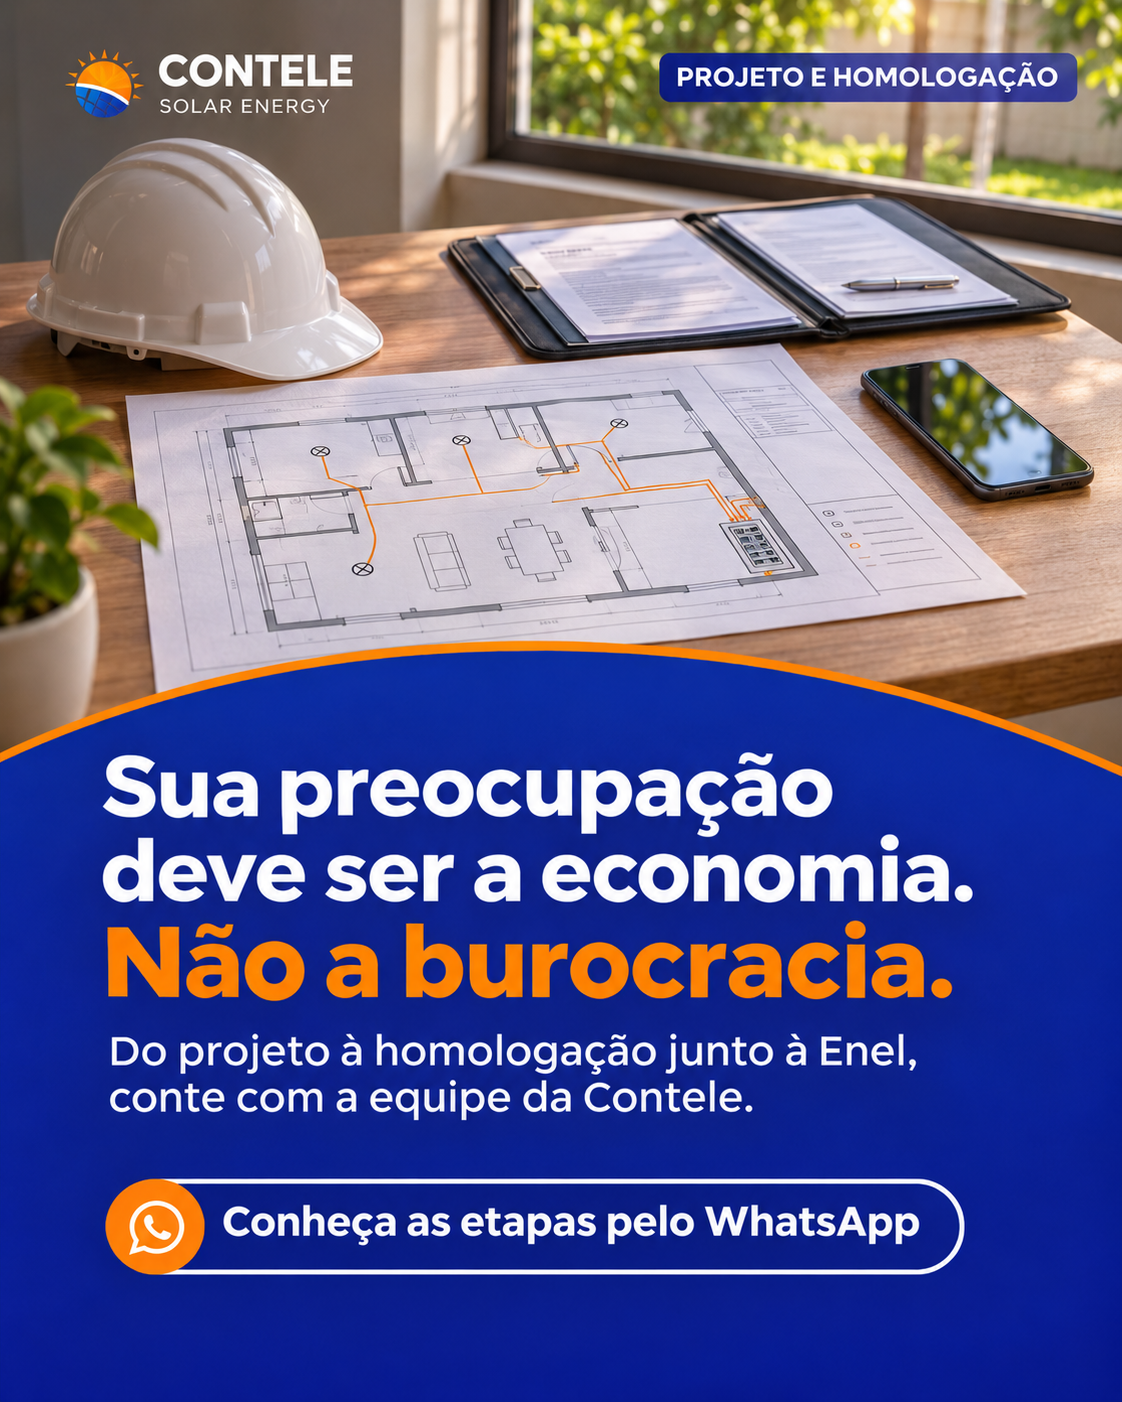 CONTELE
SOLAR ENERGY
PROJETO E HOMOLOGAÇÃO
Sua preocupação
deve ser a economia.
Não a burocracia.
Do projeto à homologação junto à Enel,
conte com a equipe da Contele.
Conheça as etapas pelo WhatsApp